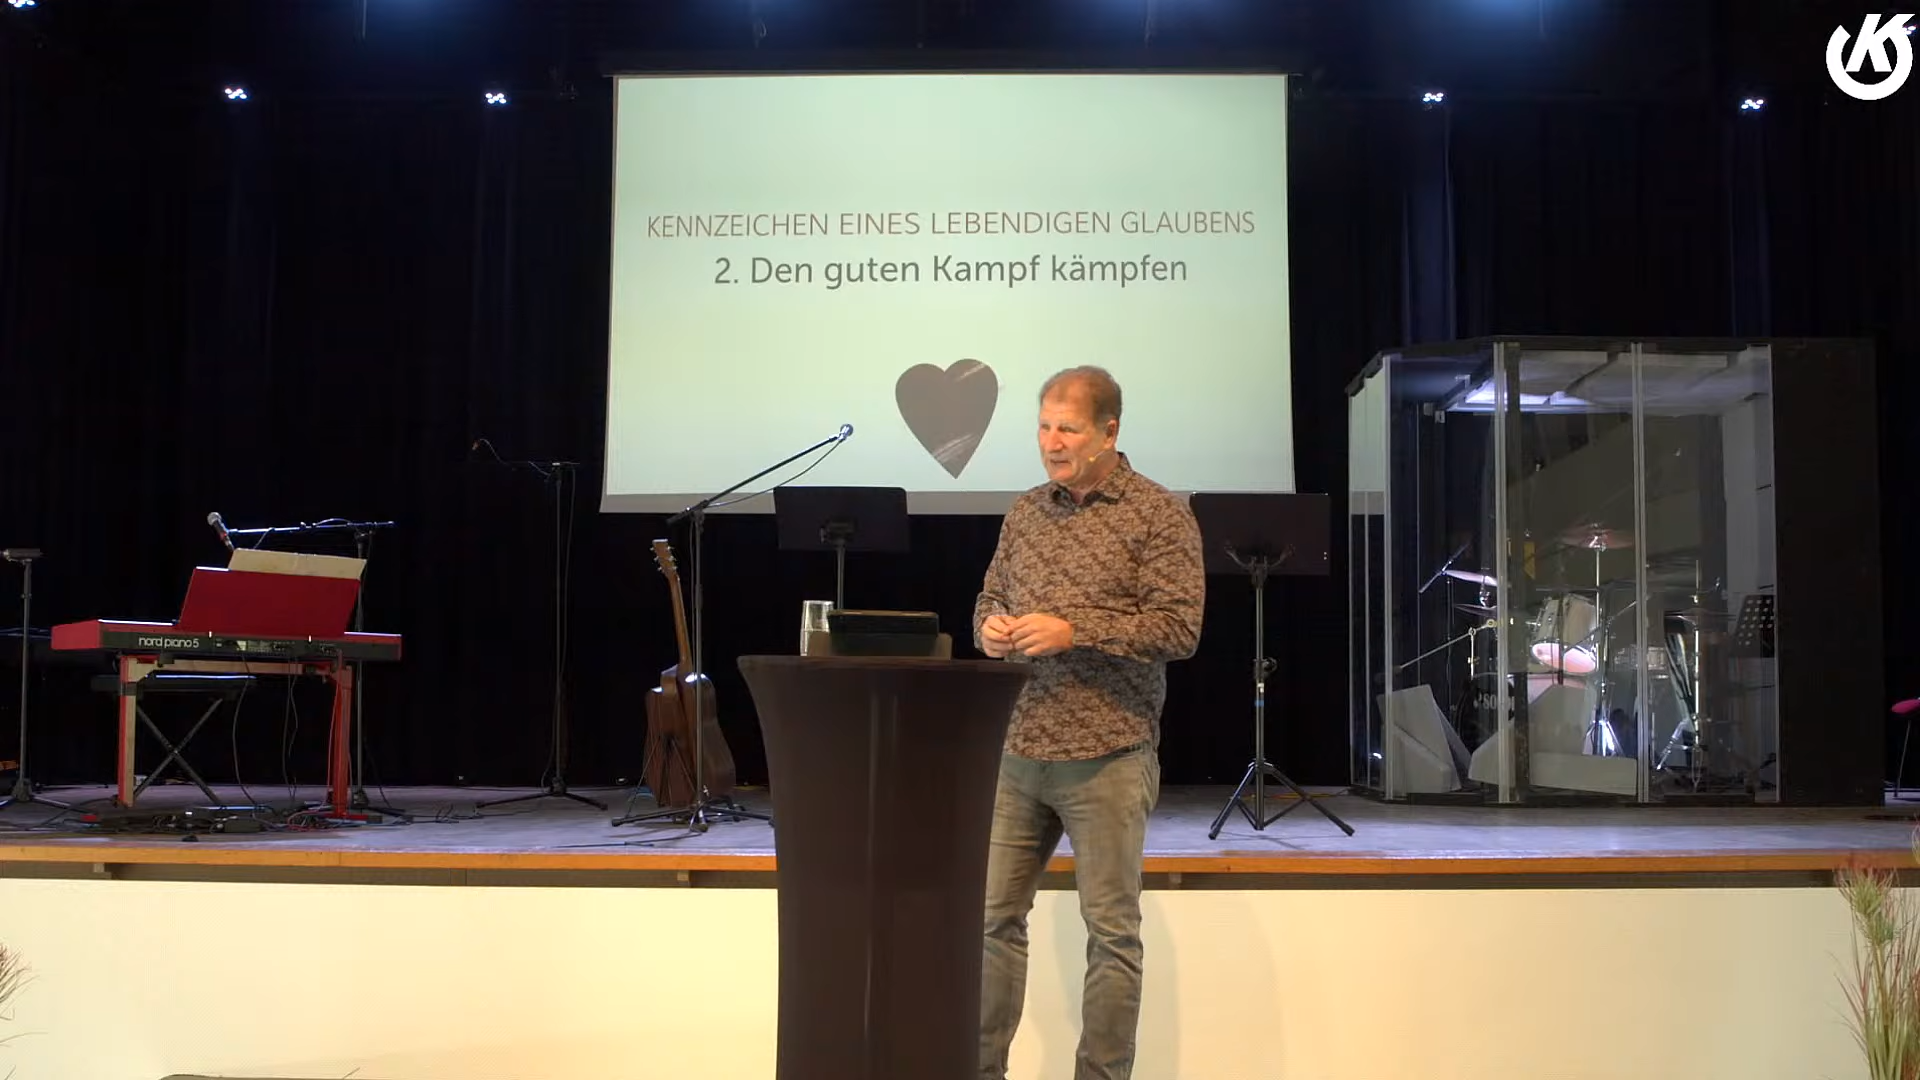 KENNZEICHEN EINES LEBENDIGEN GLAUBENS
2. Den guten Kampf kämpfen
nord piano 5